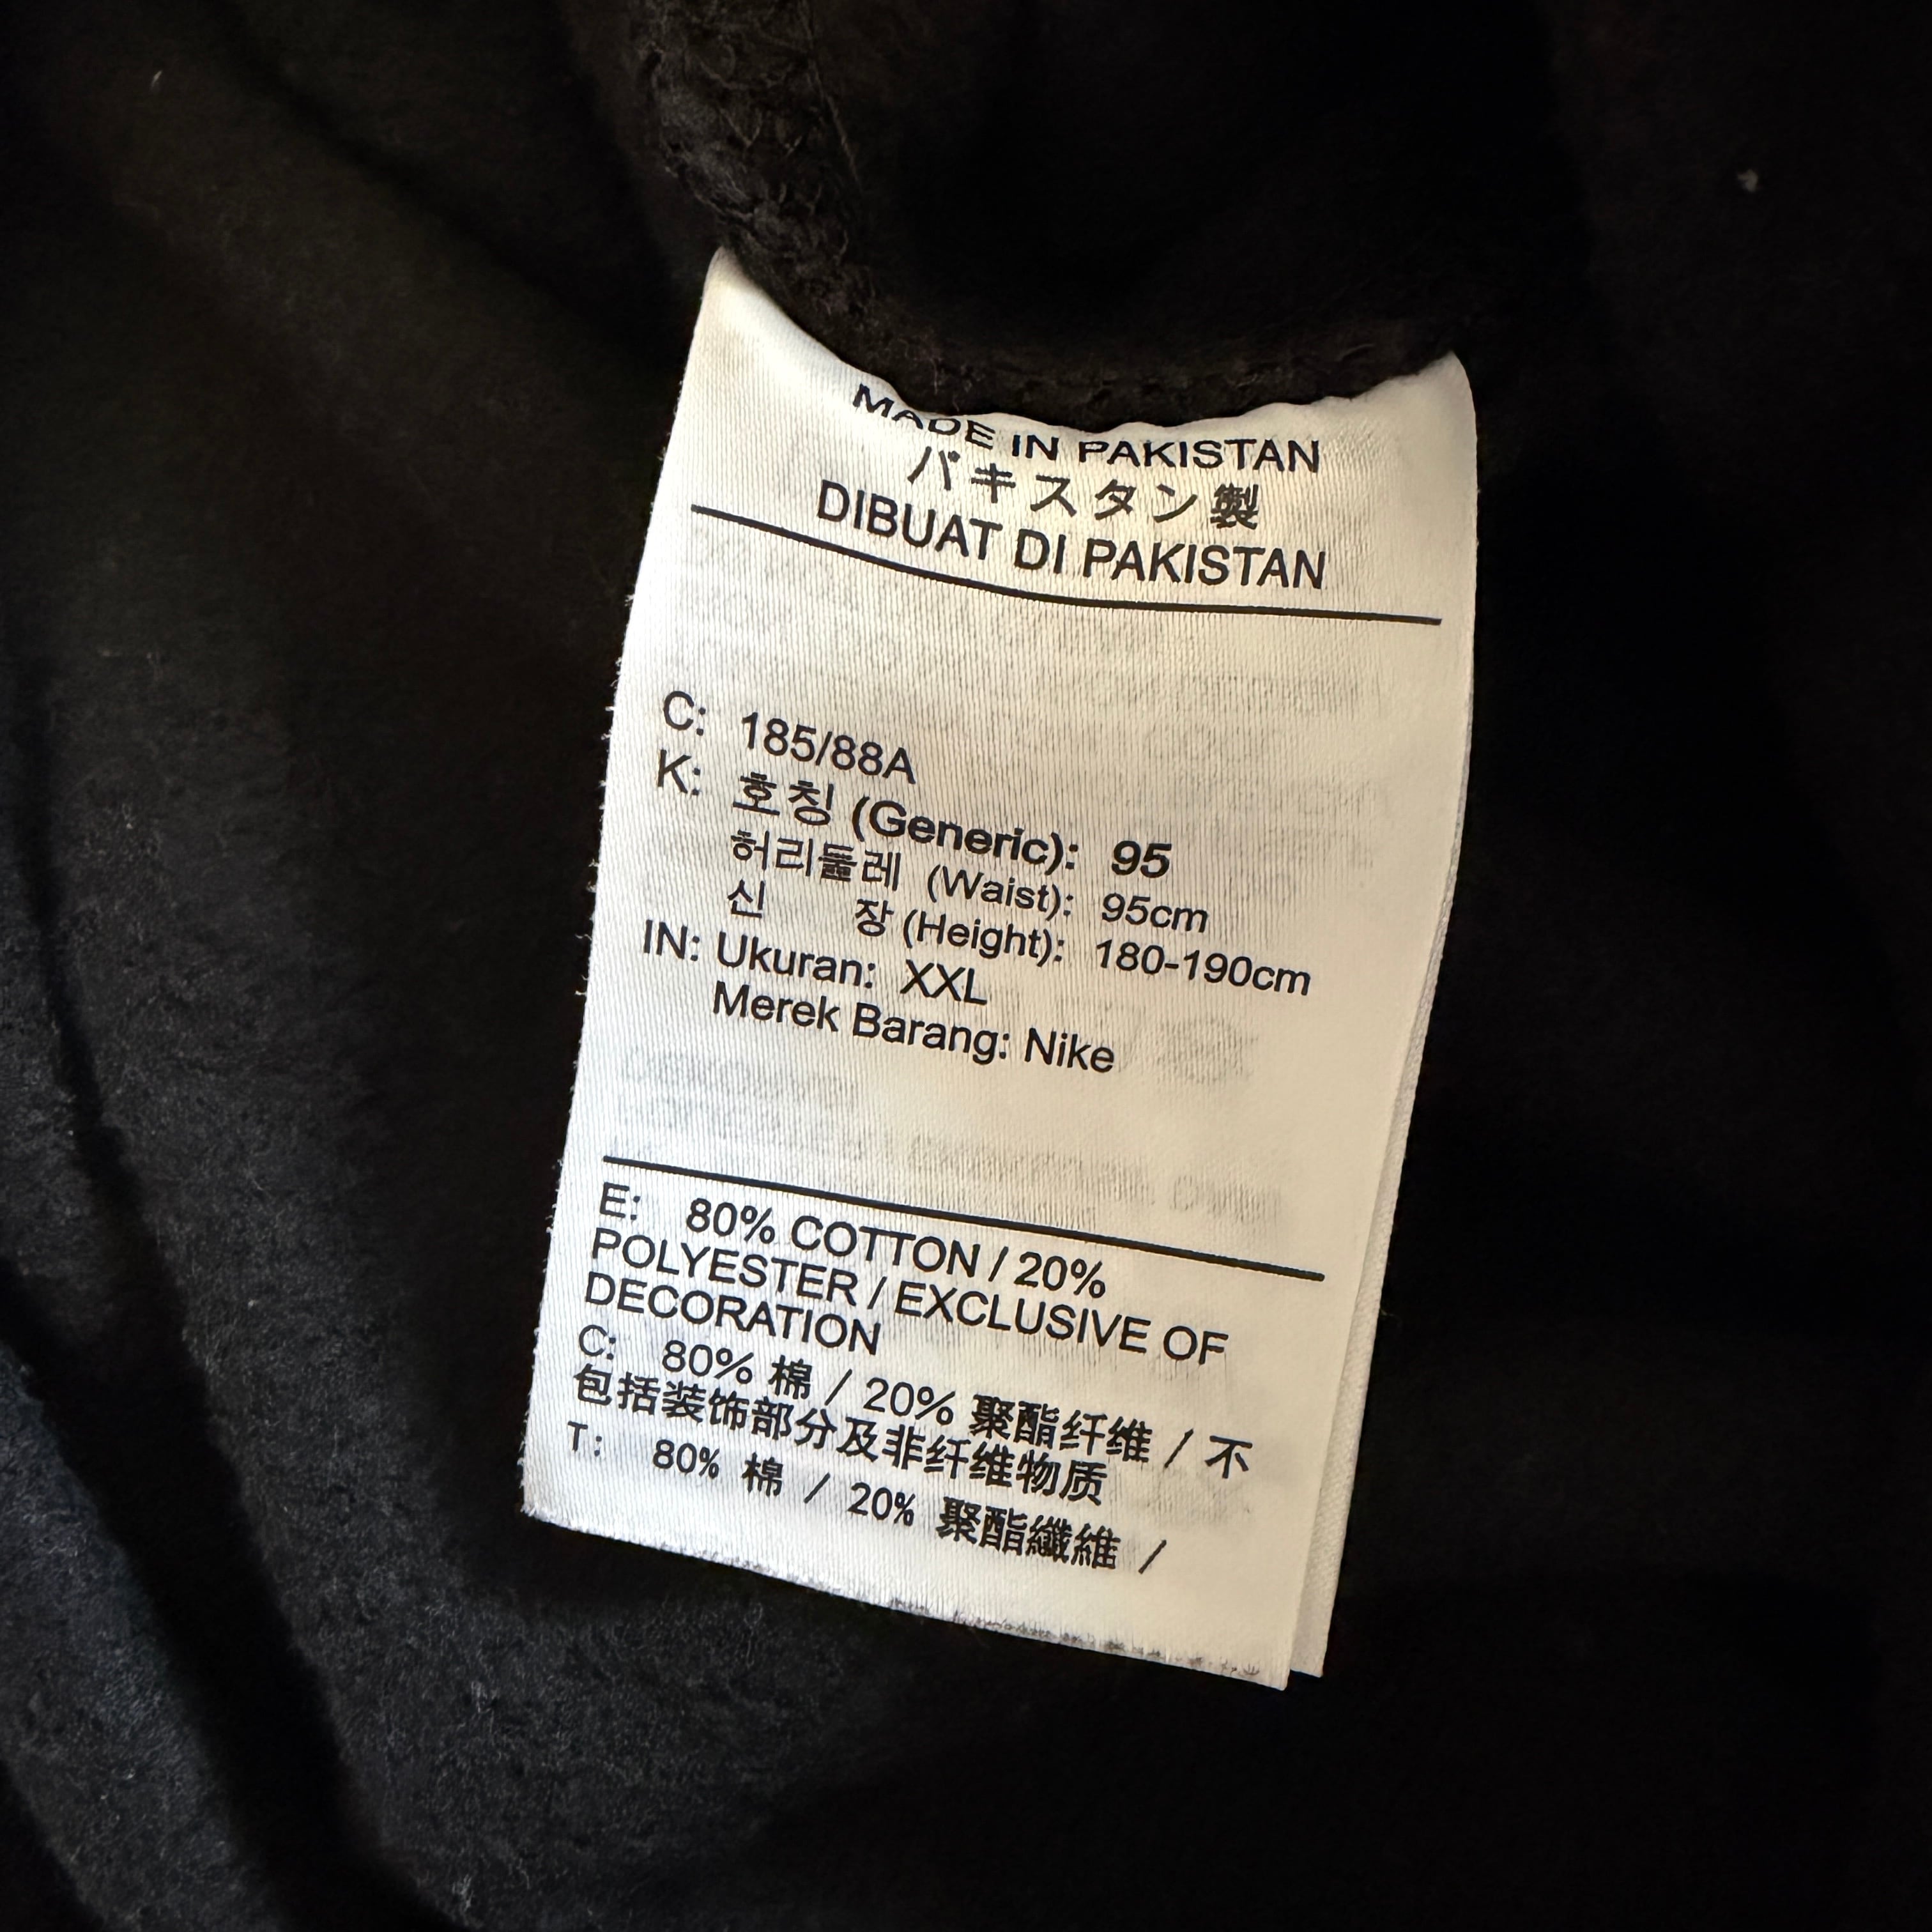 MADE IN PAKISTAN
パキスタン製
DIBUAT DI PAKISTAN
C: 185/88A
K: 호칭 (Generic): 95
허리둘레 (Waist): 95cm
신 장 (Height): 180-190cm
IN: Ukuran: XXL
Merek Barang: Nike
E: 80% COTTON / 20%
POLYESTER / EXCLUSIVE OF
DECORATION
C: 80% 棉 / 20% 聚酯纤维 / 不
包括装饰部分及非纤维物质
T: 80% 棉 / 20% 聚酯纖維 /